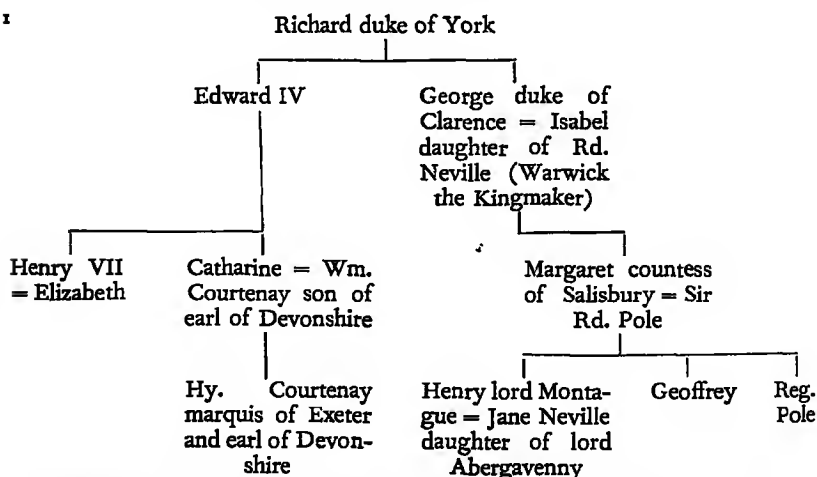 1
Richard duke of York
Edward IV
George duke of
Clarence = Isabel
daughter of Rd.
Neville (Warwick
the Kingmaker)
Henry VII
= Elizabeth
Catharine = Wm.
Courtenay son of
earl of Devonshire
Margaret countess
of Salisbury = Sir
Rd. Pole
Hy. Courtenay
marquis of Exeter
and earl of Devon-
shire
Henry lord Monta-
gue = Jane Neville
daughter of lord
Abergavenny
Geoffrey
Reg.
Pole